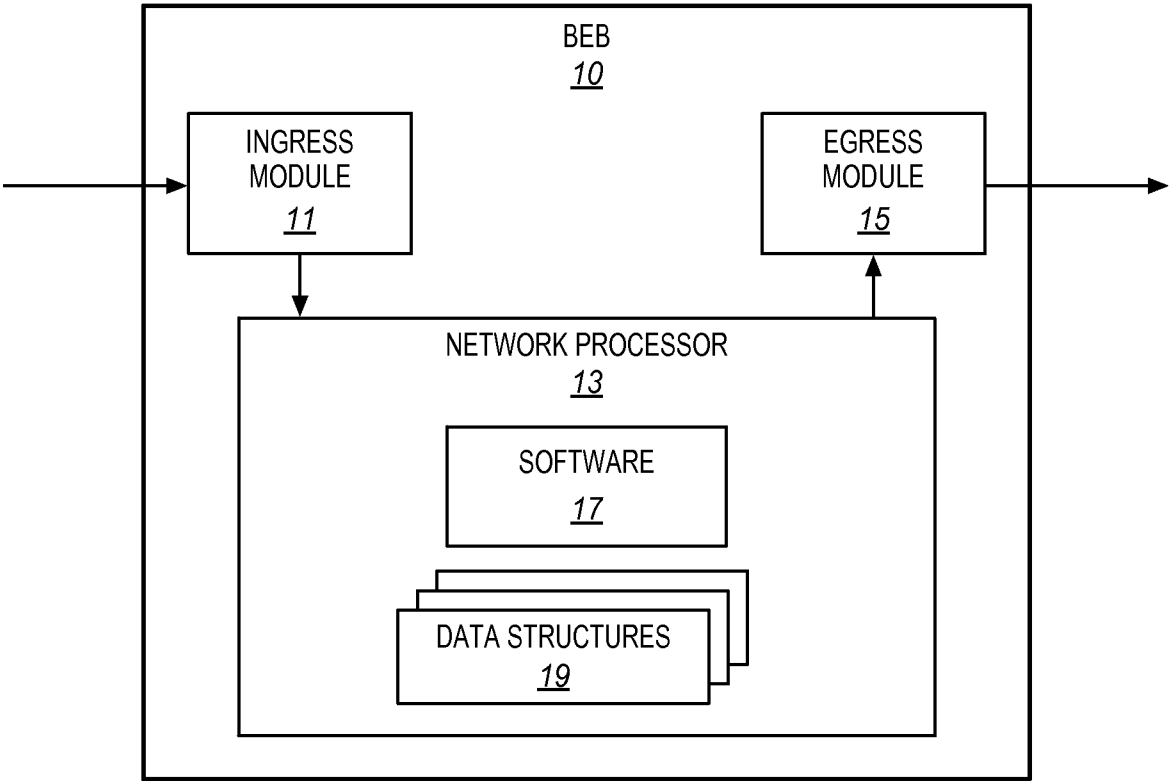 BEB
10
INGRESS
MODULE
11
EGRESS
MODULE
15
NETWORK PROCESSOR
13
SOFTWARE
17
DATA STRUCTURES
19